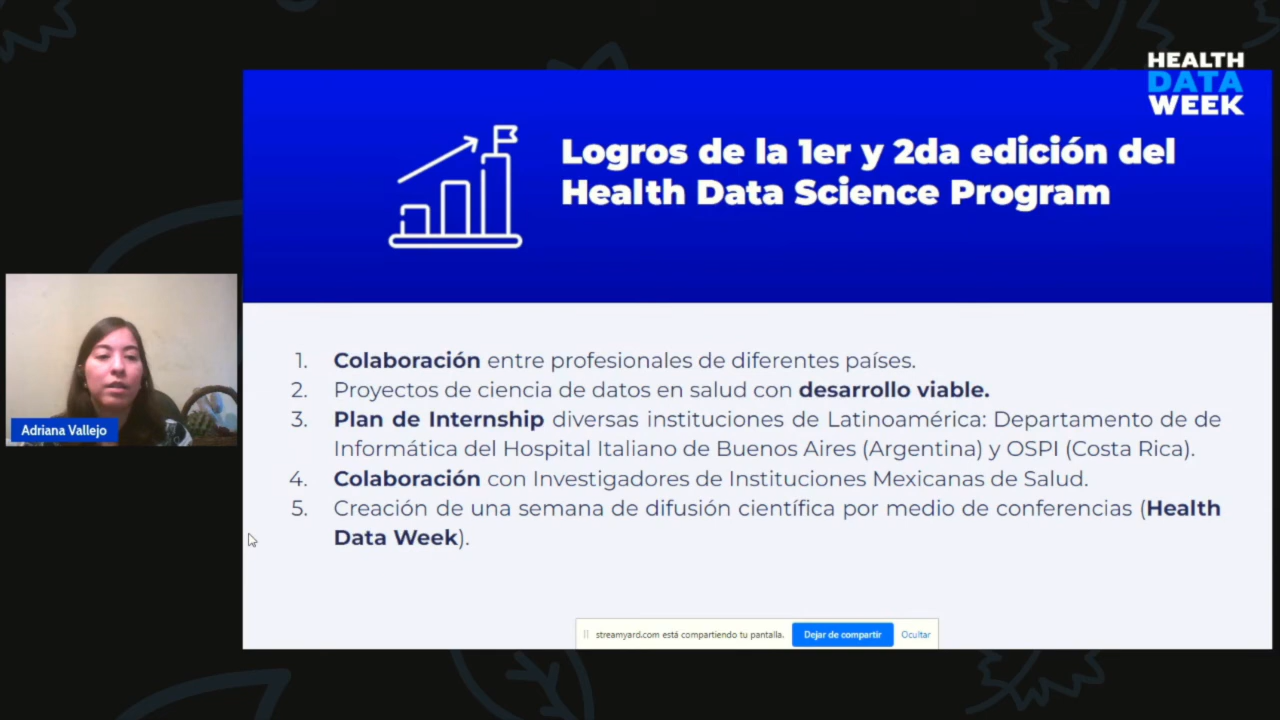 HEALTH
DATA
WEEK
Logros de la 1er y 2da edición del
Health Data Science Program
1. Colaboración entre profesionales de diferentes países.
2. Proyectos de ciencia de datos en salud con desarrollo viable.
3. Plan de Internship diversas instituciones de Latinoamérica: Departamento de de
Informática del Hospital Italiano de Buenos Aires (Argentina) y OSPI (Costa Rica).
4. Colaboración con Investigadores de Instituciones Mexicanas de Salud.
5. Creación de una semana de difusión científica por medio de conferencias (Health
Data Week).
Adriana Vallejo
streamyard.com está compartiendo tu pantalla. Dejar de compartir Ocultar